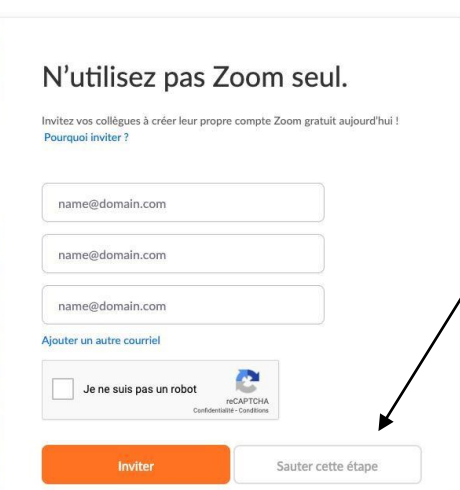 N'utilisez pas Zoom seul.
Invitez vos collègues à créer leur propre compte Zoom gratuit aujourd'hui !
Pourquoi inviter ?
name@domain.com
name@domain.com
name@domain.com
Ajouter un autre courriel
Je ne suis pas un robot
reCAPTCHA
Confidentialité - Conditions
Inviter
Sauter cette étape